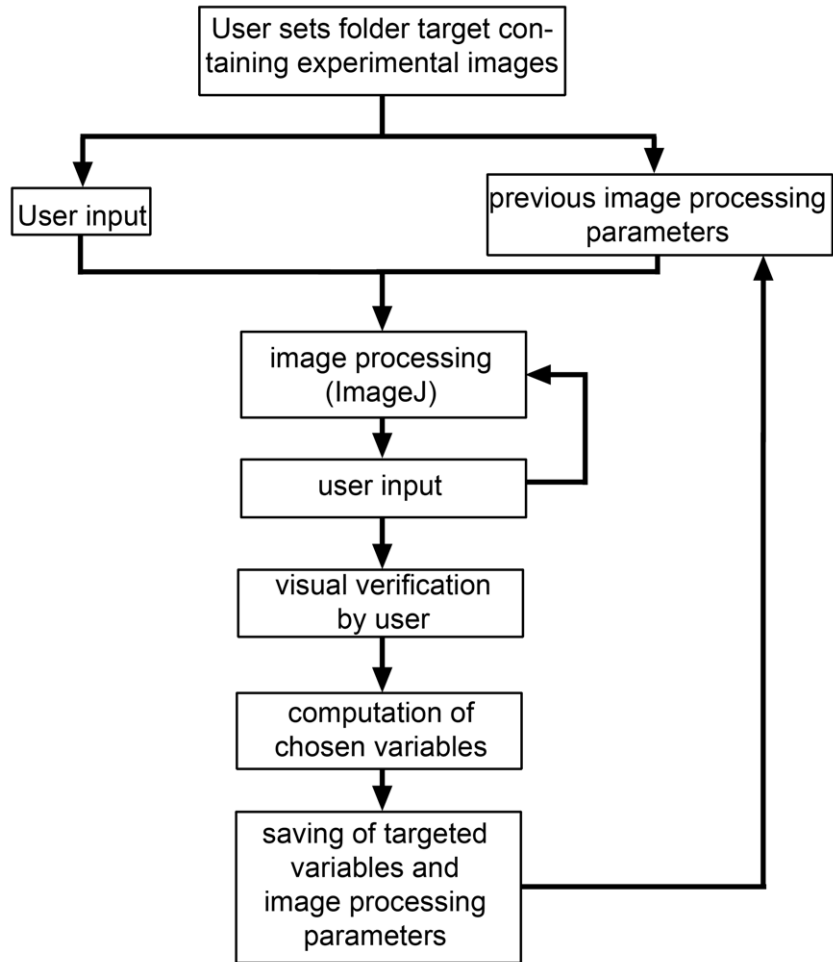 User sets folder target con-
taining experimental images
User input
previous image processing
parameters
image processing
(ImageJ)
user input
visual verification
by user
computation of
chosen variables
saving of targeted
variables and
image processing
parameters